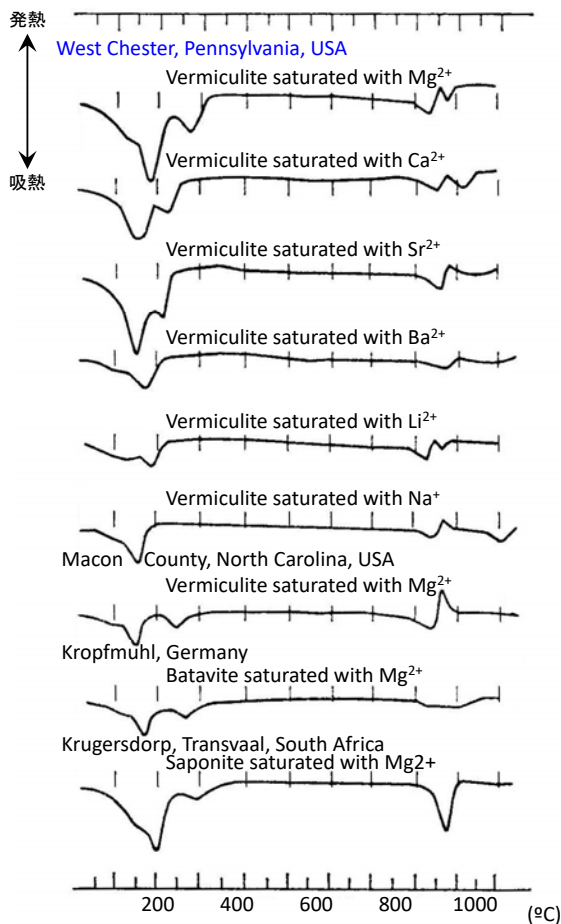 発熱
West Chester, Pennsylvania, USA
Vermiculite saturated with Mg²⁺
Vermiculite saturated with Ca²⁺
吸熱
Vermiculite saturated with Sr²⁺
Vermiculite saturated with Ba²⁺
Vermiculite saturated with Li²⁺
Vermiculite saturated with Na⁺
Macon County, North Carolina, USA
Vermiculite saturated with Mg²⁺
Kropfmuhl, Germany
Batavite saturated with Mg²⁺
Krugersdorp, Transvaal, South Africa
Saponite saturated with Mg2+
200 400 600 800 1000
(ºC)